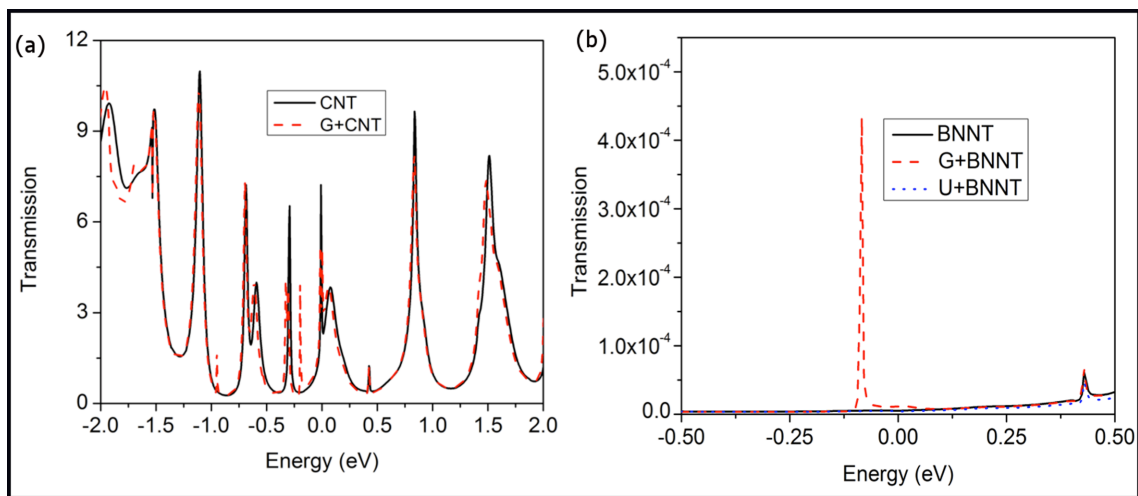 (a)
12
9
6
3
0
Transmission
CNT
G+CNT
-2.0 -1.5 -1.0 -0.5 0.0 0.5 1.0 1.5 2.0
Energy (eV)
(b)
5.0x10⁻⁴
4.0x10⁻⁴
3.0x10⁻⁴
2.0x10⁻⁴
1.0x10⁻⁴
0.0
Transmission
BNNT
G+BNNT
U+BNNT
-0.50 -0.25 0.00 0.25 0.50
Energy (eV)